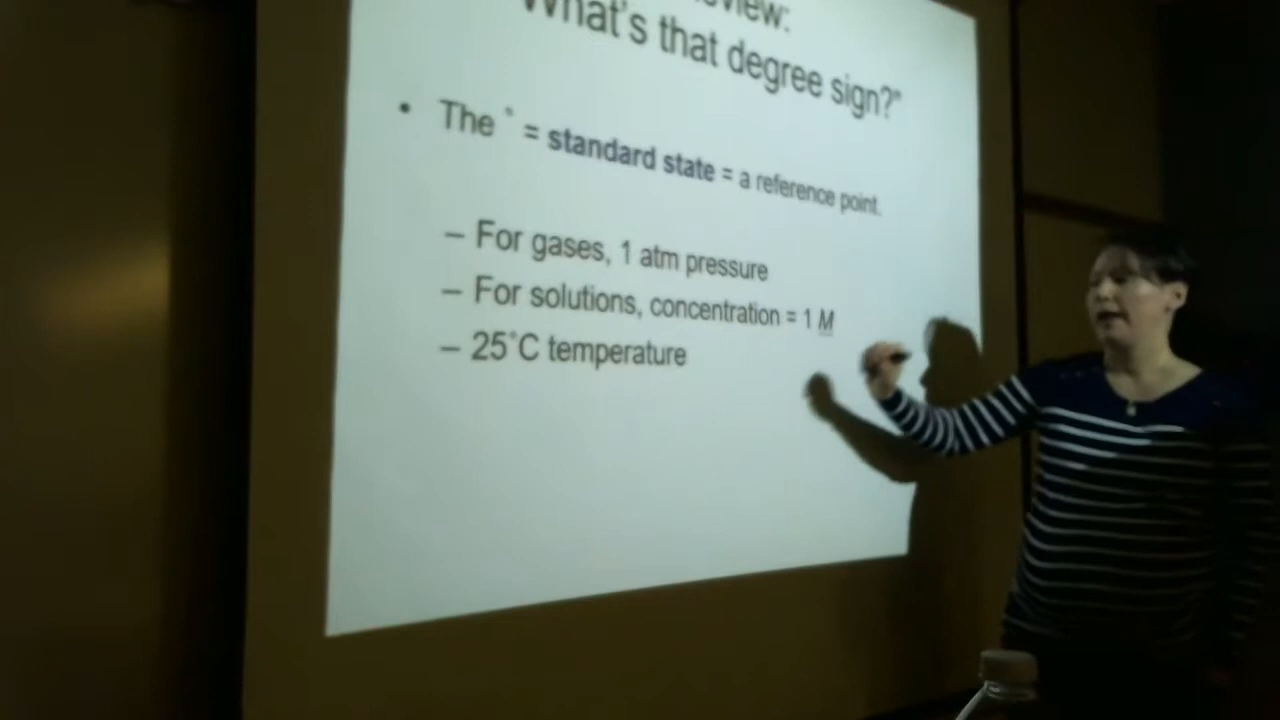 What's that degree sign?"
• The ° = standard state = a reference point.
– For gases, 1 atm pressure
– For solutions, concentration = 1 M
– 25°C temperature